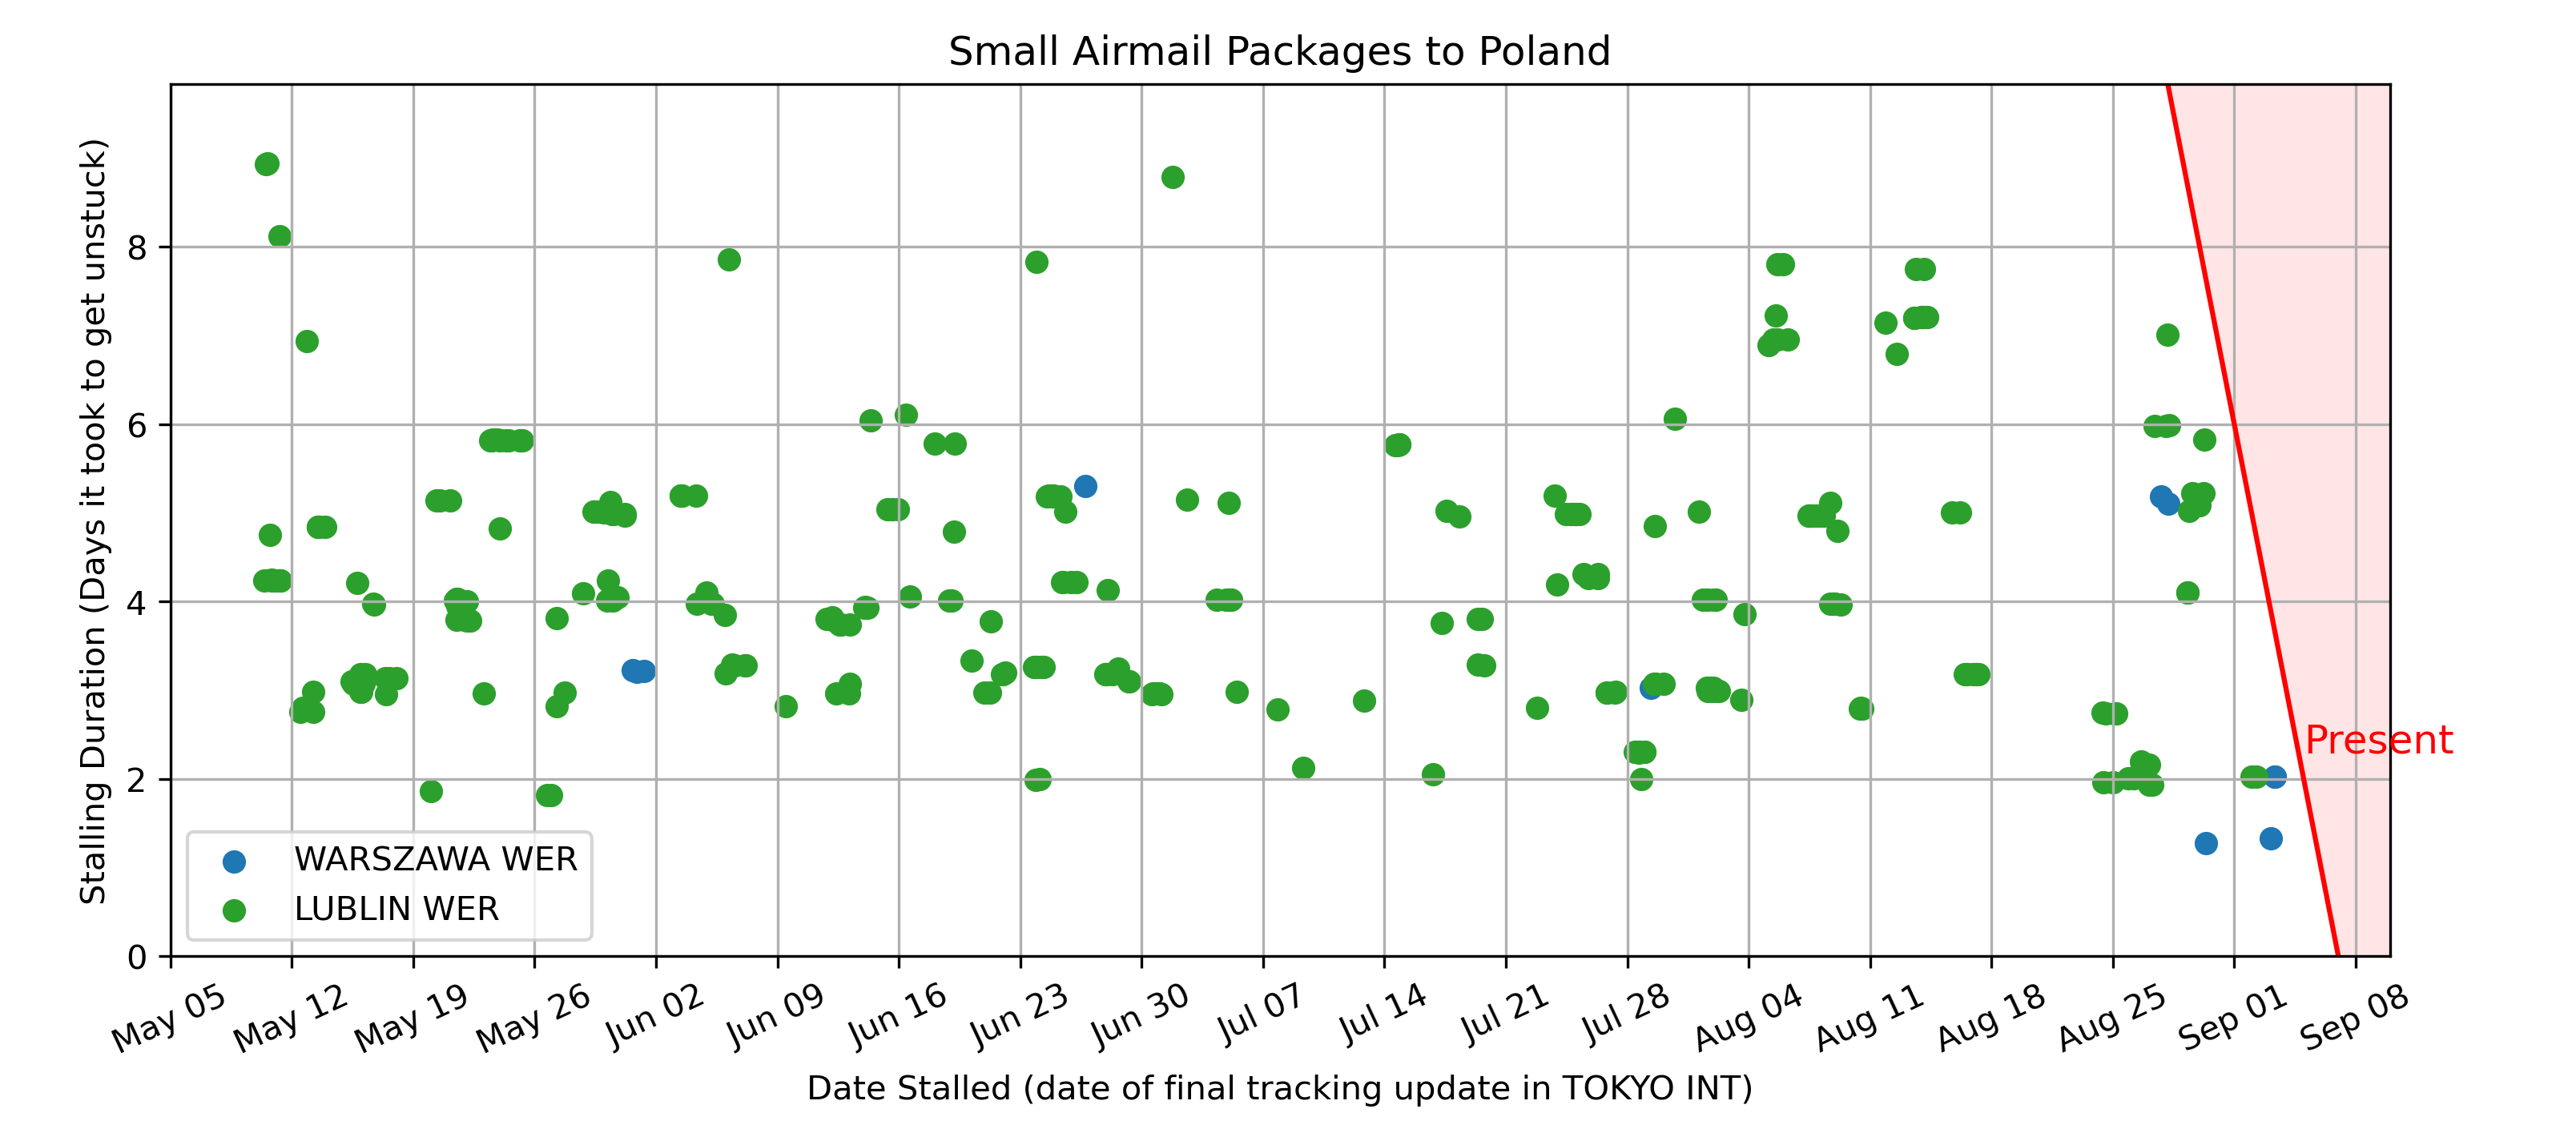 Small Airmail Packages to Poland
Stalling Duration (Days it took to get unstuck)
8
6
4
2
0
Present
WARSZAWA WER
LUBLIN WER
May 05 May 12 May 19 May 26 Jun 02 Jun 09 Jun 16 Jun 23 Jun 30 Jul 07 Jul 14 Jul 21 Jul 28 Aug 04 Aug 11 Aug 18 Aug 25 Sep 01 Sep 08
Date Stalled (date of final tracking update in TOKYO INT)